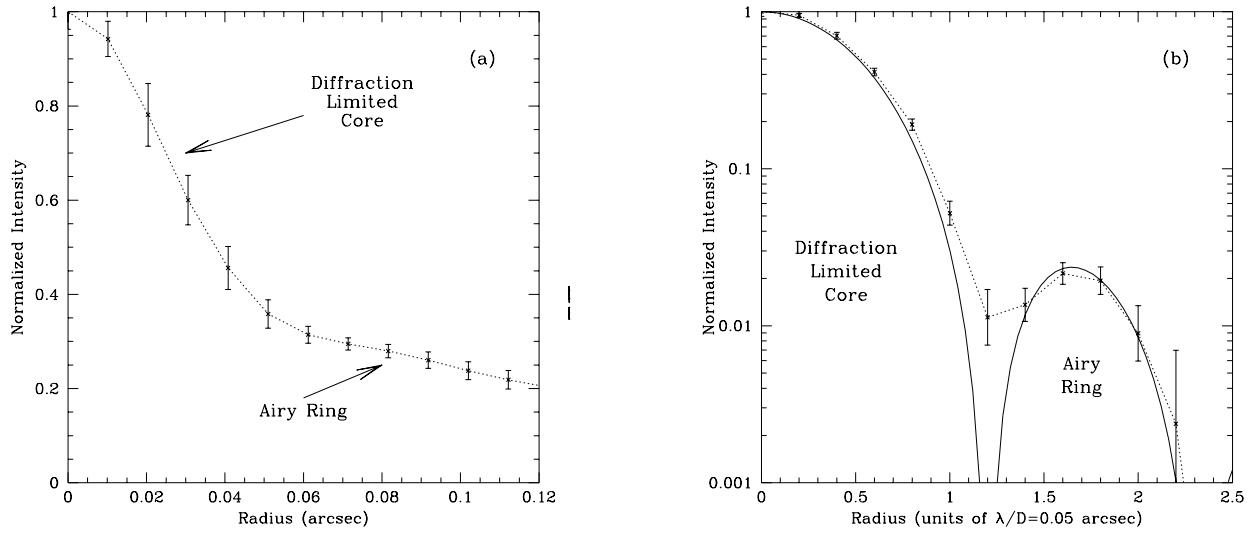 (a)
Diffraction
Limited
Core
Airy Ring
Normalized Intensity
1
0.8
0.6
0.4
0.2
0
0 0.02 0.04 0.06 0.08 0.1 0.12
Radius (arcsec)
(b)
Diffraction
Limited
Core
Airy
Ring
Normalized Intensity
1
0.1
0.01
0.001
0 0.5 1 1.5 2 2.5
Radius (units of λ/D=0.05 arcsec)